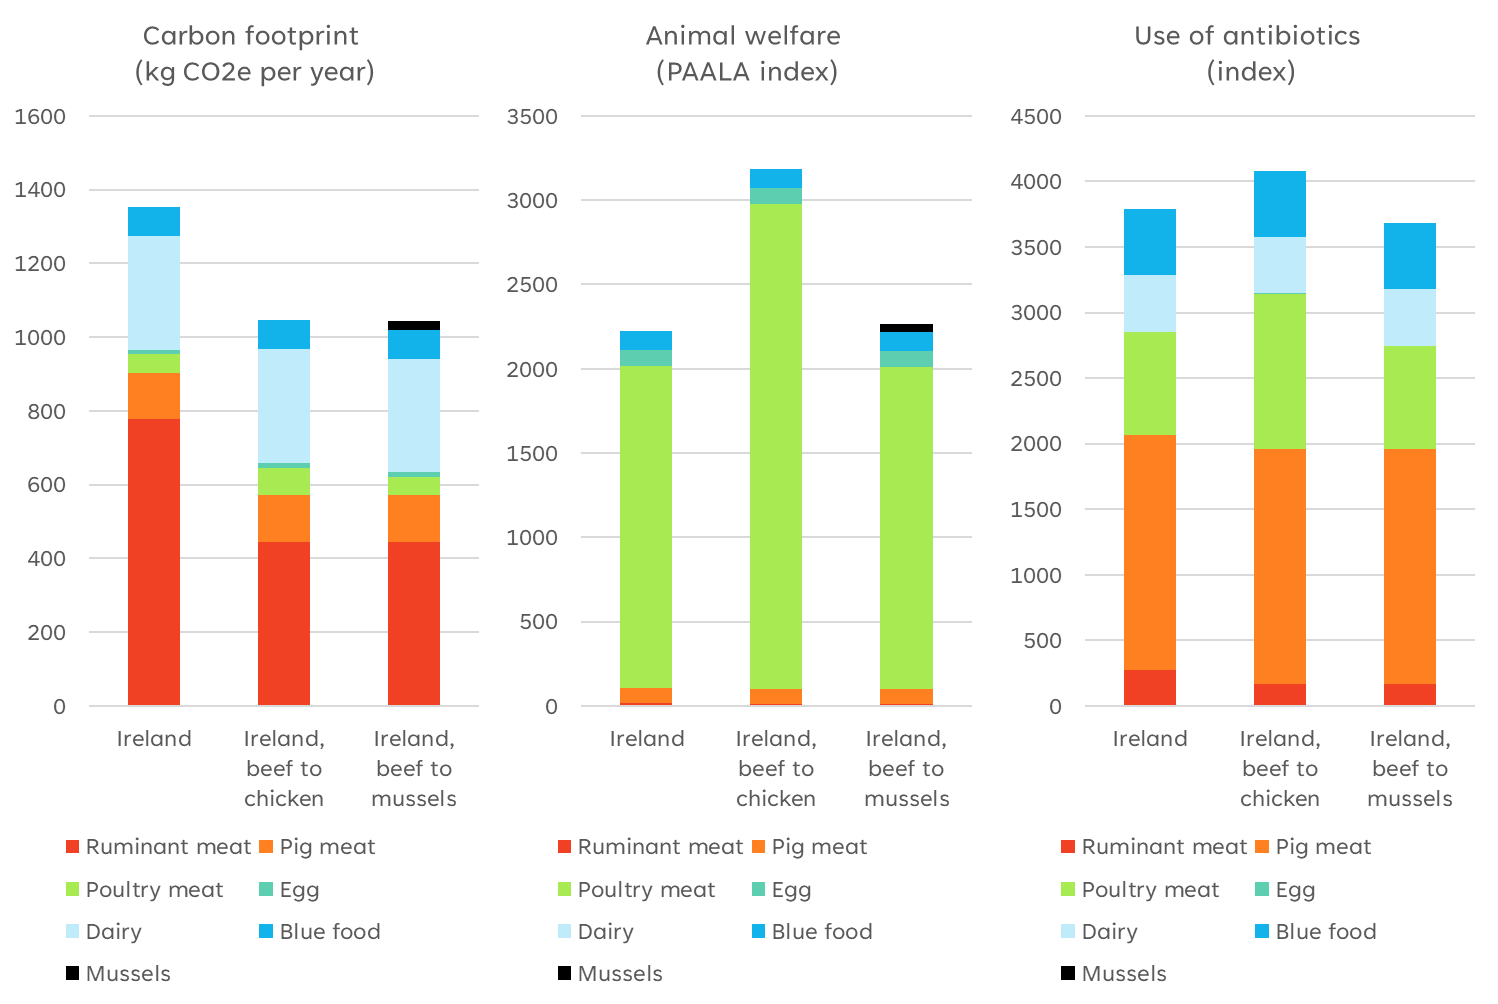 Carbon footprint
(kg CO2e per year)
1600
1400
1200
1000
800
600
400
200
0
Ireland
Ireland,
beef to
chicken
Ireland,
beef to
mussels
Ruminant meat
Pig meat
Poultry meat
Egg
Dairy
Blue food
Mussels
Animal welfare
(PAALA index)
3500
3000
2500
2000
1500
1000
500
0
Ireland
Ireland,
beef to
chicken
Ireland,
beef to
mussels
Ruminant meat
Pig meat
Poultry meat
Egg
Dairy
Blue food
Mussels
Use of antibiotics
(index)
4500
4000
3500
3000
2500
2000
1500
1000
500
0
Ireland
Ireland,
beef to
chicken
Ireland,
beef to
mussels
Ruminant meat
Pig meat
Poultry meat
Egg
Dairy
Blue food
Mussels